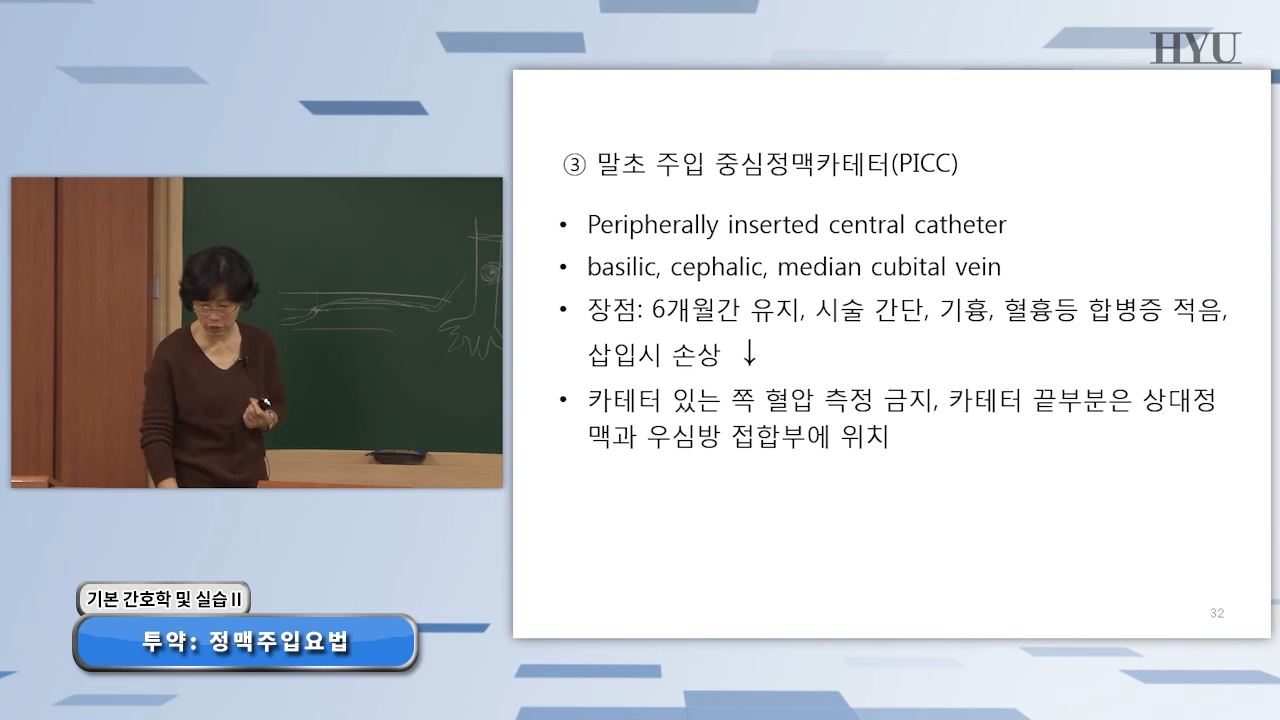 HYU
③ 말초 주입 중심정맥카테터(PICC)
• Peripherally inserted central catheter
• basilic, cephalic, median cubital vein
• 장점: 6개월간 유지, 시술 간단, 기흉, 혈흉등 합병증 적음,
삽입시 손상 ↓
• 카테터 있는 쪽 혈압 측정 금지, 카테터 끝부분은 상대정
맥과 우심방 접합부에 위치
32
기본 간호학 및 실습 II
투약: 정맥주입요법